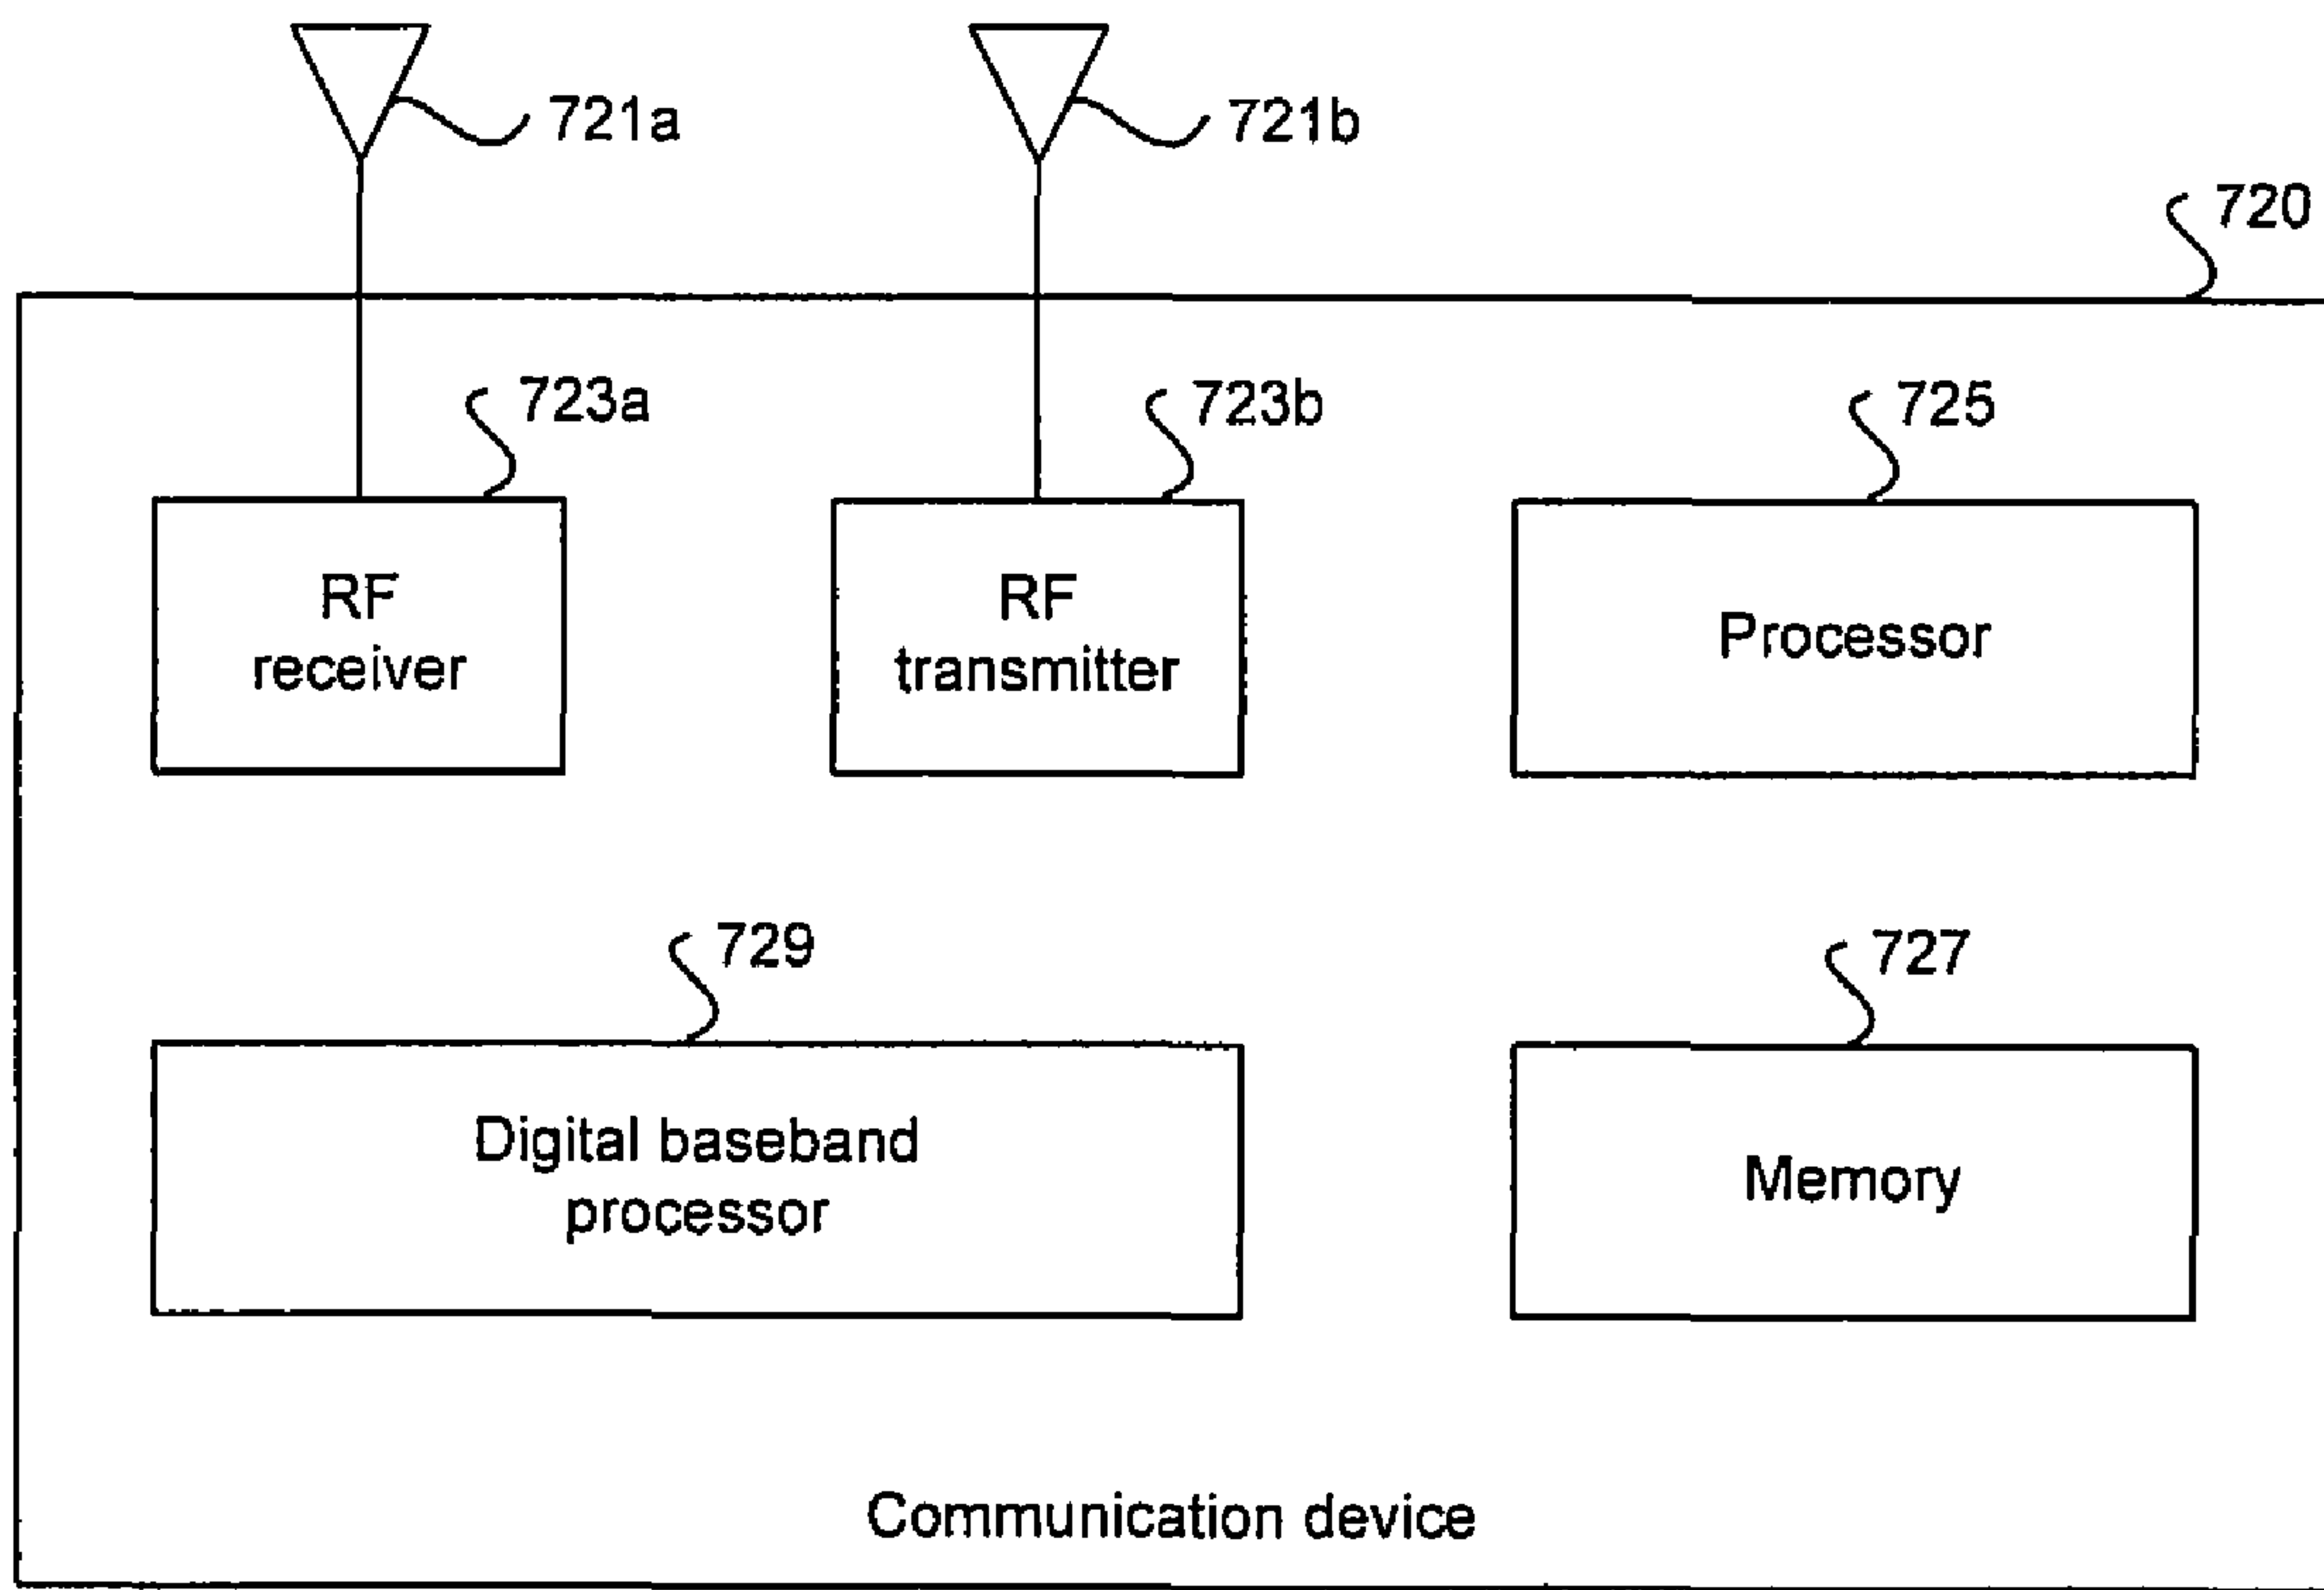 721a
721b
720
723a
723b
725
RF
receiver
RF
transmitter
Processor
729
727
Digital baseband
processor
Memory
Communication device